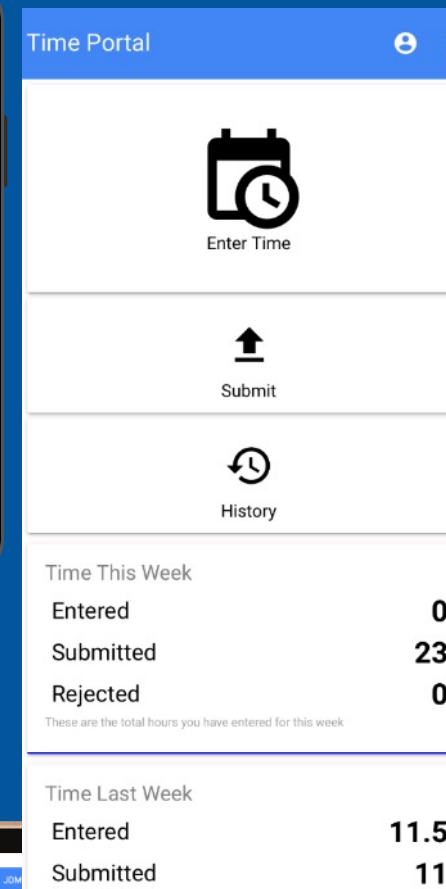 Time Portal
Enter Time
Submit
History
Time This Week
Entered 0
Submitted 23
Rejected 0
These are the total hours you have entered for this week
Time Last Week
Entered 11.5
Submitted 11
JDM